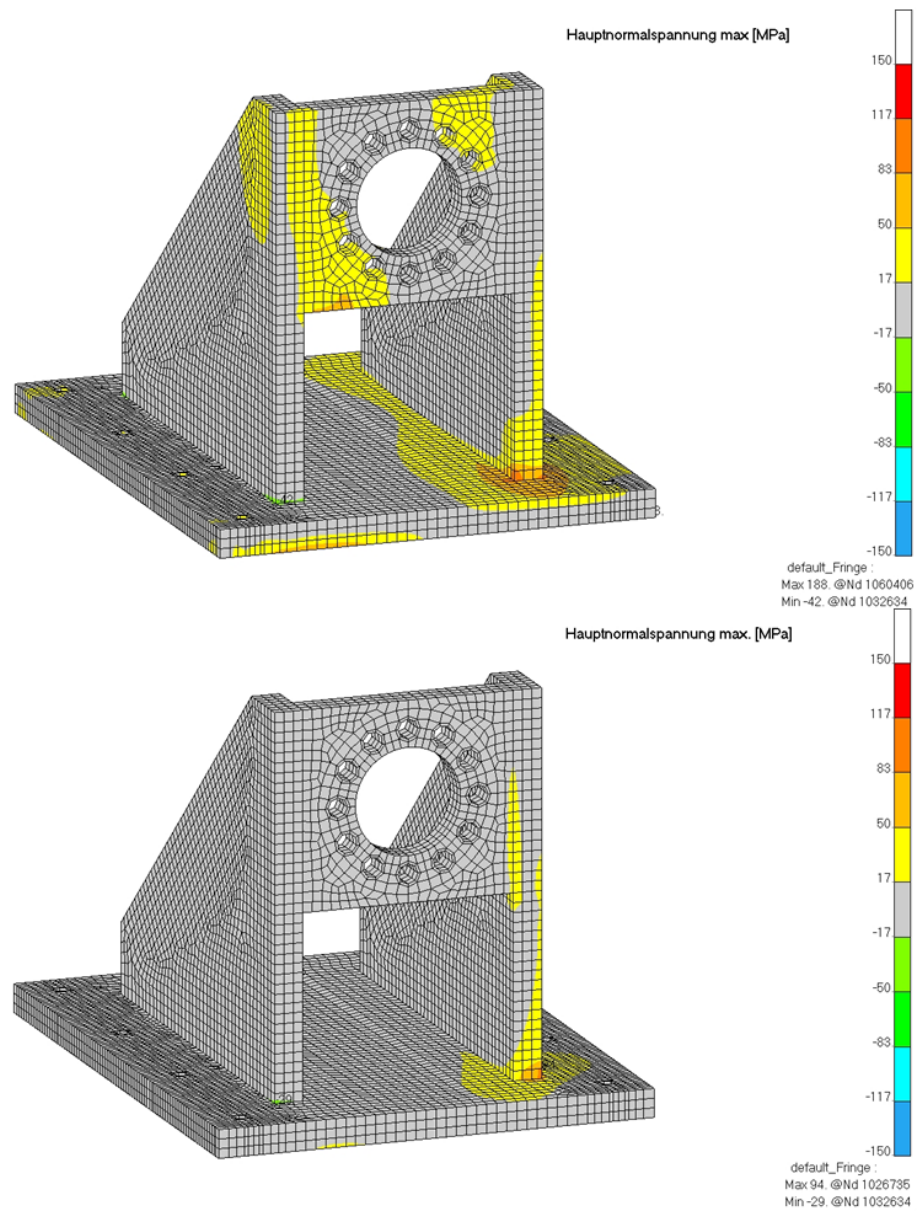 Hauptnormalspannung max [MPa]
150.
117.
83.
50.
17.
-17.
-50.
-83.
-117.
-150.
default_Fringe :
Max 188. @Nd 1060406
Min -42. @Nd 1032634
Hauptnormalspannung max. [MPa]
150.
117.
83.
50.
17.
-17.
-50.
-83.
-117.
-150.
default_Fringe :
Max 94. @Nd 1026735
Min -29. @Nd 1032634